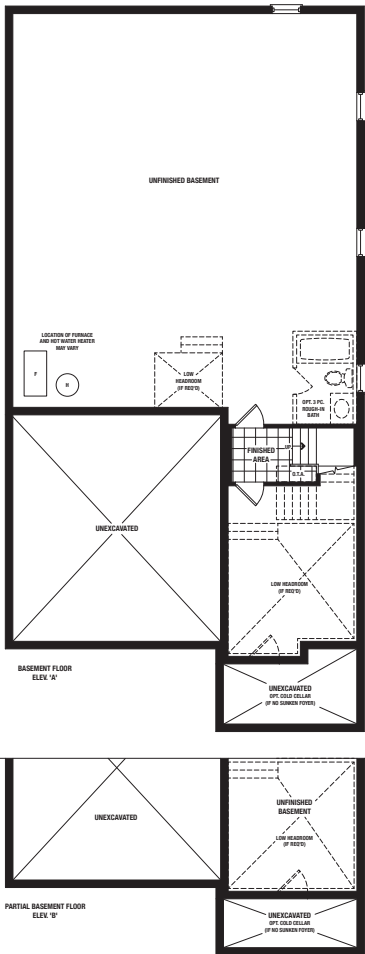 UNFINISHED BASEMENT
LOCATION OF FURNACE
AND HOT WATER HEATER
MAY VARY
F
H
LOW
HEADROOM
(IF REQ'D)
OPT. 3 PC.
ROUGH-IN
BATH
UP
FINISHED
AREA
O.T.A.
UNEXCAVATED
LOW HEADROOM
(IF REQ'D)
BASEMENT FLOOR
ELEV. 'A'
UNEXCAVATED
OPT. COLD CELLAR
(IF NO SUNKEN FOYER)
UNFINISHED
BASEMENT
UNEXCAVATED
LOW HEADROOM
(IF REQ'D)
PARTIAL BASEMENT FLOOR
ELEV. 'B'
UNEXCAVATED
OPT. COLD CELLAR
(IF NO SUNKEN FOYER)